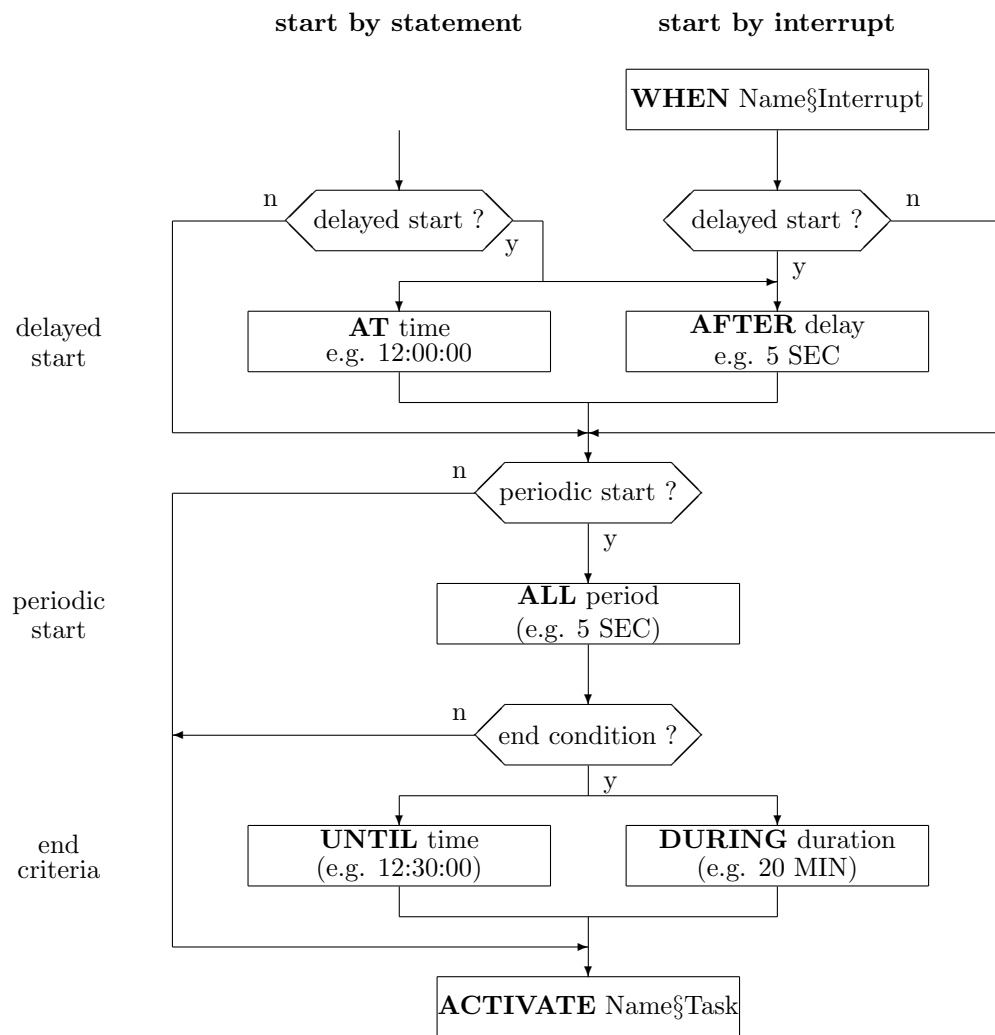 start by statement
start by interrupt
WHEN Name§Interrupt
n
delayed start ?
y
delayed start ?
n
y
delayed
start
AT time
e.g. 12:00:00
AFTER delay
e.g. 5 SEC
n
periodic start ?
y
periodic
start
ALL period
(e.g. 5 SEC)
n
end condition ?
y
end
criteria
UNTIL time
(e.g. 12:30:00)
DURING duration
(e.g. 20 MIN)
ACTIVATE Name§Task